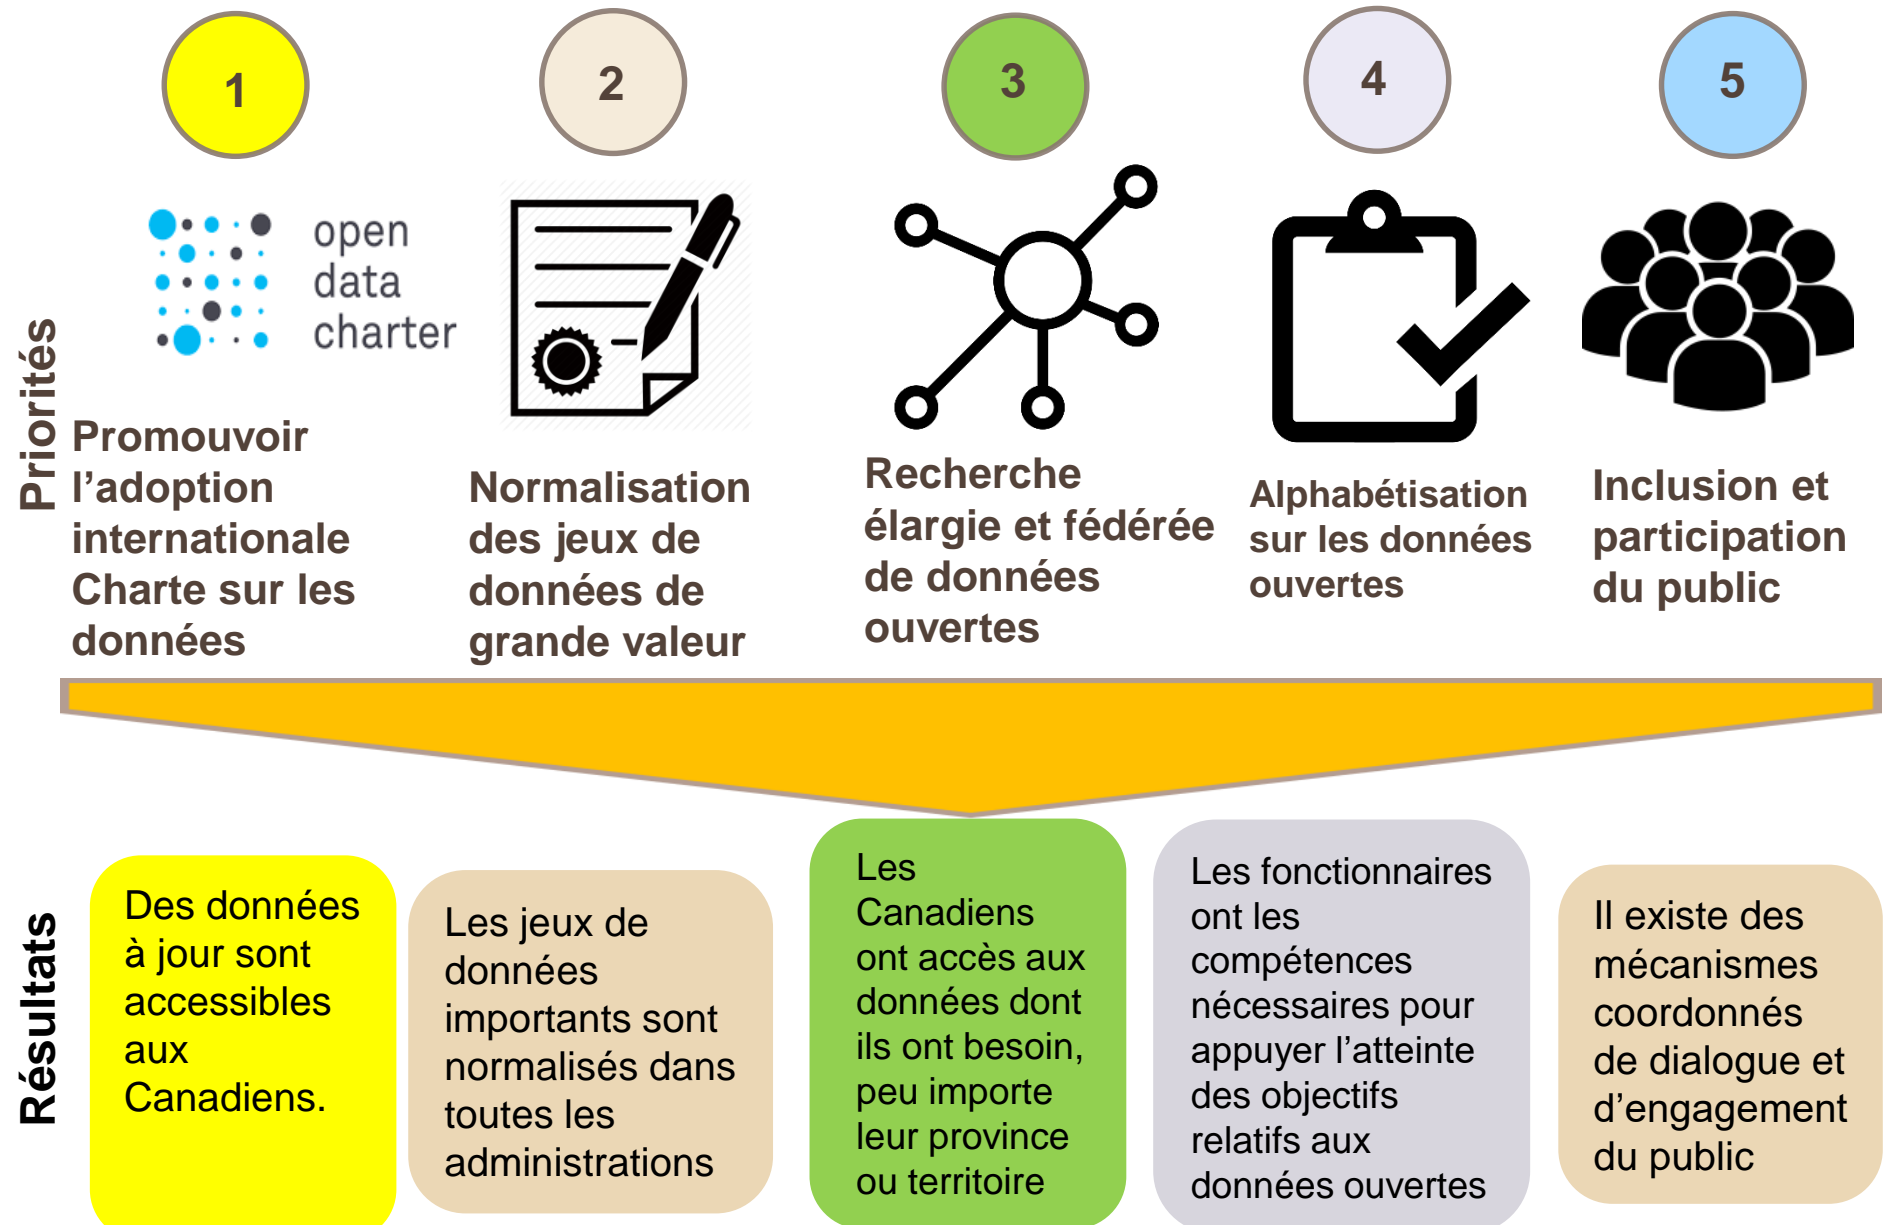 1
2
3
4
5
open
data
charter
Priorités
Promouvoir
l’adoption
internationale
Charte sur les
données
Normalisation
des jeux de
données de
grande valeur
Recherche
élargie et fédérée
de données
ouvertes
Alphabétisation
sur les données
ouvertes
Inclusion et
participation
du public
Résultats
Des données
à jour sont
accessibles
aux
Canadiens.
Les jeux de
données
importants sont
normalisés dans
toutes les
administrations
Les
Canadiens
ont accès aux
données dont
ils ont besoin,
peu importe
leur province
ou territoire
Les fonctionnaires
ont les
compétences
nécessaires pour
appuyer l’atteinte
des objectifs
relatifs aux
données ouvertes
Il existe des
mécanismes
coordonnés
de dialogue et
d’engagement
du public